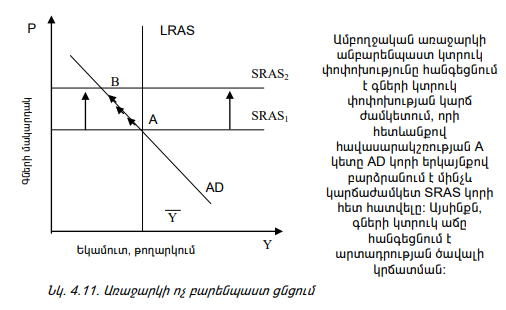 P
LRAS
B
SRAS2
A
SRAS1
AD
Y
Y
Գների մակարդակ
Եկամուտ, թողարկում
Նկ. 4.11. Առաջարկի ոչ բարենպաստ ցնցում
Ամբողջական առաջարկի
անբարենպաստ կտրուկ
փոփոխությունը հանգեցնում
է գների կտրուկ
փոփոխության կարճ
ժամկետում, որի
հետևանքով
հավասարակշռության A
կետը AD կորի երկայնքով
բարձրանում է մինչև
կարճաժամկետ SRAS կորի
հետ հատվելը: Այսինքն,
գների կտրուկ աճը
հանգեցնում է
արտադրության ծավալի
կրճատման: